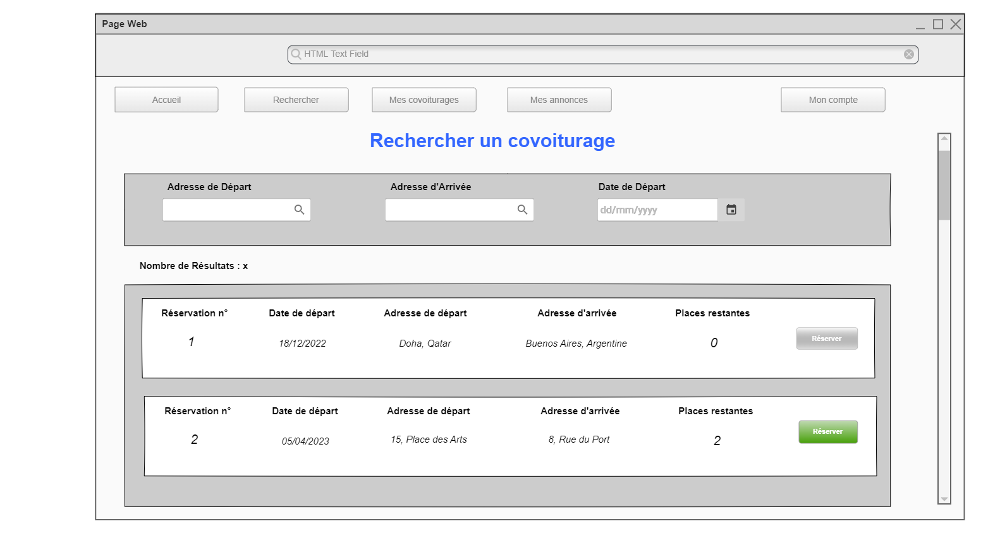 Page Web
HTML Text Field
Accueil Rechercher Mes covoiturages Mes annonces Mon compte
Rechercher un covoiturage
Adresse de Départ Adresse d'Arrivée Date de Départ
dd/mm/yyyy
Nombre de Résultats : x
Réservation n° Date de départ Adresse de départ Adresse d'arrivée Places restantes
1 18/12/2022 Doha, Qatar Buenos Aires, Argentine 0 Réserver
Réservation n° Date de départ Adresse de départ Adresse d'arrivée Places restantes
2 05/04/2023 15, Place des Arts 8, Rue du Port 2 Réserver